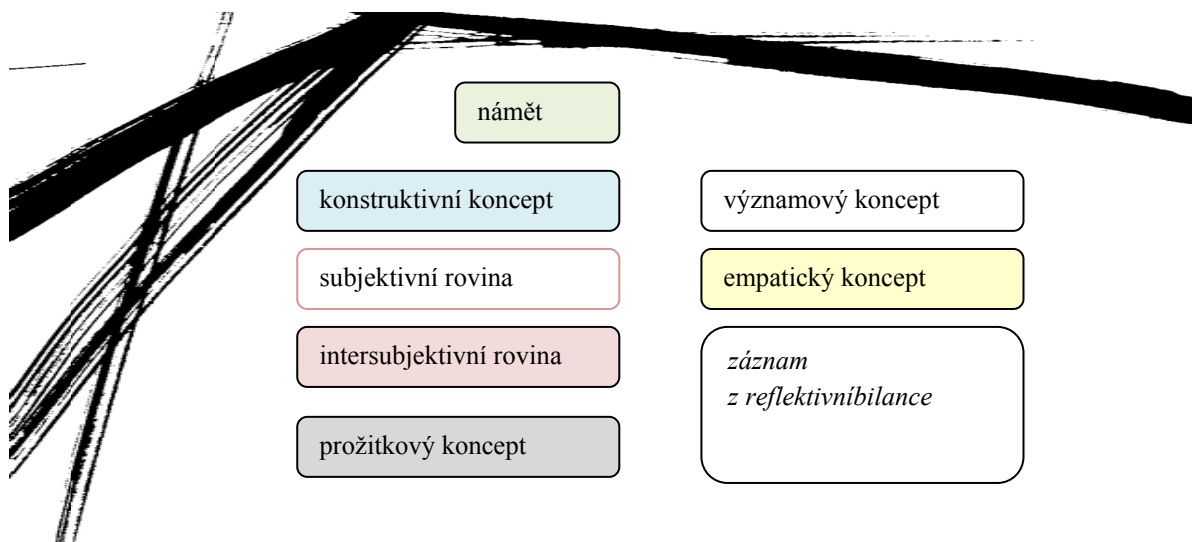 námět
konstruktivní koncept
subjektivní rovina
intersubjektivní rovina
prožitkový koncept
významový koncept
empatický koncept
záznam
z reflektivníbilance